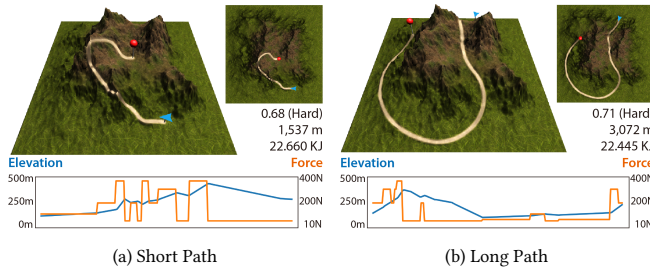 0.68 (Hard)
1,537 m
22.660 KJ
Elevation Force
500m 400N
250m 200N
0m 10N
(a) Short Path
0.71 (Hard)
3,072 m
22.445 KJ
Elevation Force
500m 400N
250m 200N
0m 10N
(b) Long Path